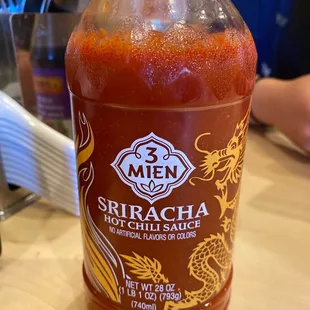 3
MIEN
SRIRACHA
HOT CHILI SAUCE
NO ARTIFICIAL FLAVORS OR COLORS
NET WT 28 OZ
(1 LB 1 OZ) (793g)
(740ml)